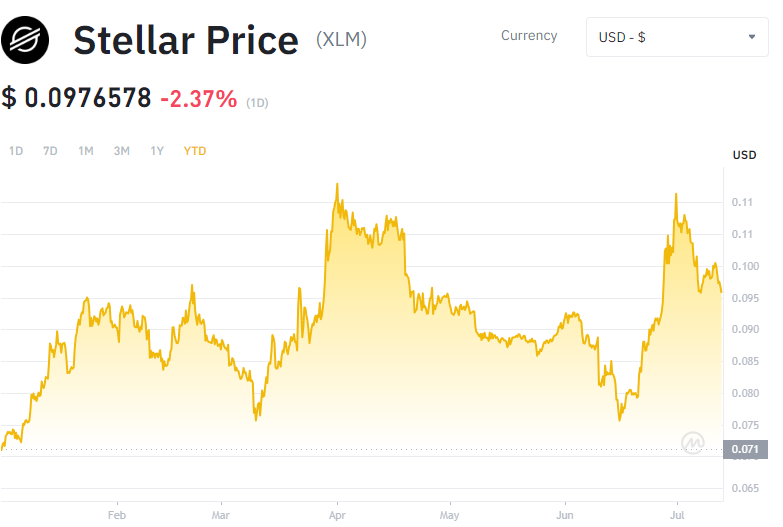 Stellar Price (XLM)
Currency
USD - $
$ 0.0976578 -2.37% (1D)
1D 7D 1M 3M 1Y YTD
USD
0.11
0.11
0.100
0.095
0.090
0.085
0.080
0.075
0.071
0.065
Feb Mar Apr May Jun Jul